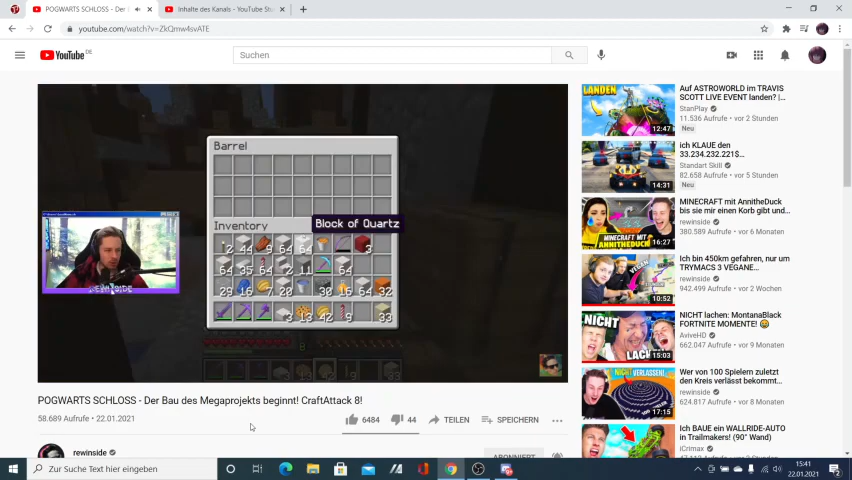 POGWARTS SCHLOSS - Der B
Inhalte des Kanals - YouTube Stu
youtube.com/watch?v=ZkQmw4svATE
YouTube DE
Suchen
Barrel
Inventory
Block of Quartz
2 44 9 64 64 3
64 35 64 2 11 64
29 16 7 20 30 16 64 32
3 13 42 9 33
POGWARTS SCHLOSS - Der Bau des Megaprojekts beginnt! CraftAttack 8!
58.689 Aufrufe • 22.01.2021
6484
44
TEILEN
SPEICHERN
rewinside
ABONNIERT
Auf ASTROWORLD im TRAVIS
SCOTT LIVE EVENT landen? |...
StanPlay
11.536 Aufrufe • vor 2 Stunden
Neu
LANDEN
12:47
ich KLAUE den
33.234.232.221$...
Standart Skill
82.658 Aufrufe • vor 5 Stunden
Neu
14:31
MINECRAFT mit AnnitheDuck
bis sie mir einen Korb gibt und...
rewinside
380.589 Aufrufe • vor 6 Monaten
MINECRAFT MIT
ANNITHEDUCK
16:27
Ich bin 450km gefahren, nur um
TRYMACS 3 VEGANE...
rewinside
942.499 Aufrufe • vor 2 Wochen
10:52
NICHT lachen: MontanaBlack
FORTNITE MOMENTE!
AviveHD
662.047 Aufrufe • vor 9 Monaten
NICHT
LACH
15:03
Wer von 100 Spielern zuletzt
den Kreis verlässt bekommt...
rewinside
624.817 Aufrufe • vor 8 Monaten
NICHT VERLASSEN!
17:15
Ich BAUE ein WALLRIDE-AUTO
in Trailmakers! (90° Wand)
iCrimax
Zur Suche Text hier eingeben
15:41
22.01.2021
2